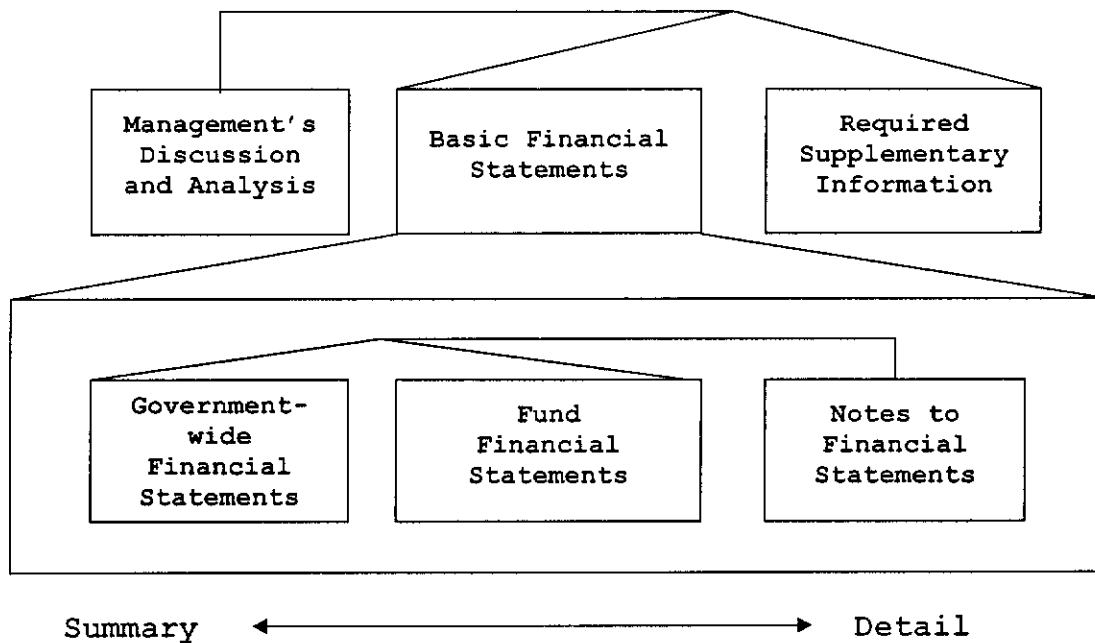 Management's
Discussion
and Analysis
Basic Financial
Statements
Required
Supplementary
Information
Government-
wide
Financial
Statements
Fund
Financial
Statements
Notes to
Financial
Statements
Summary
Detail